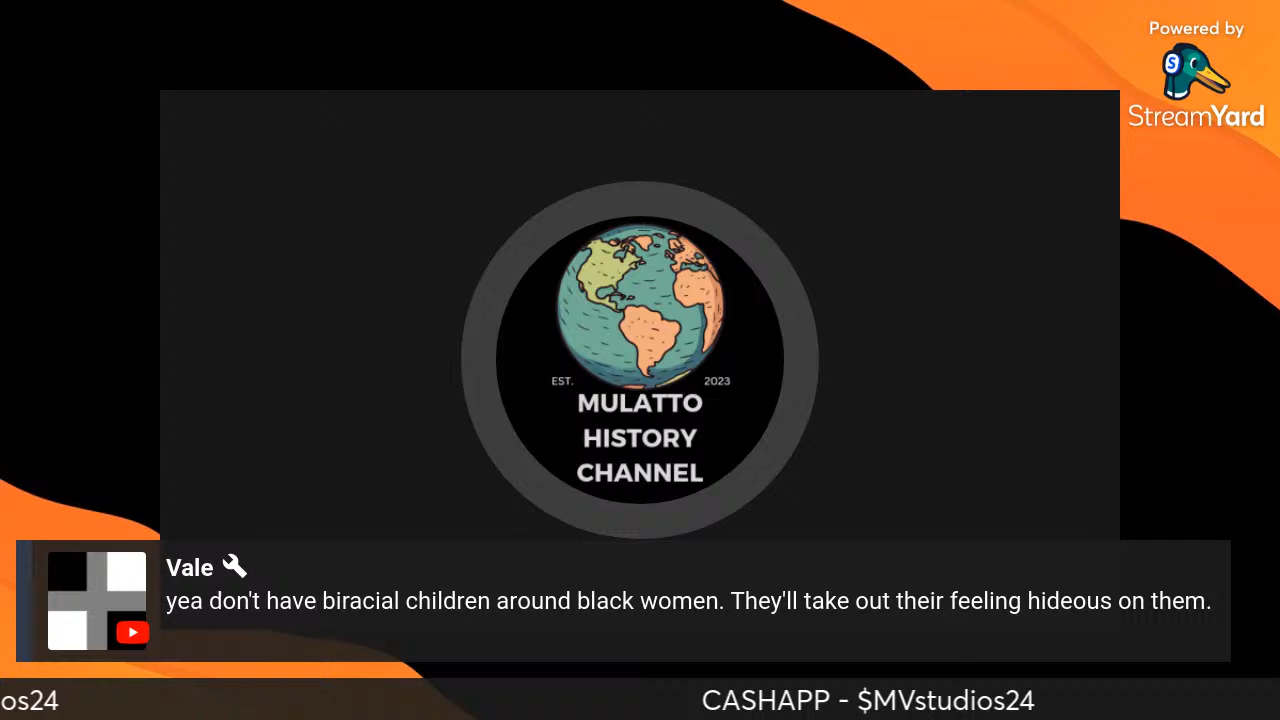 Powered by
S
StreamYard
EST. 2023
MULATTO
HISTORY
CHANNEL
Vale
yea don't have biracial children around black women. They'll take out their feeling hideous on them.
os24 CASHAPP - $MVstudios24